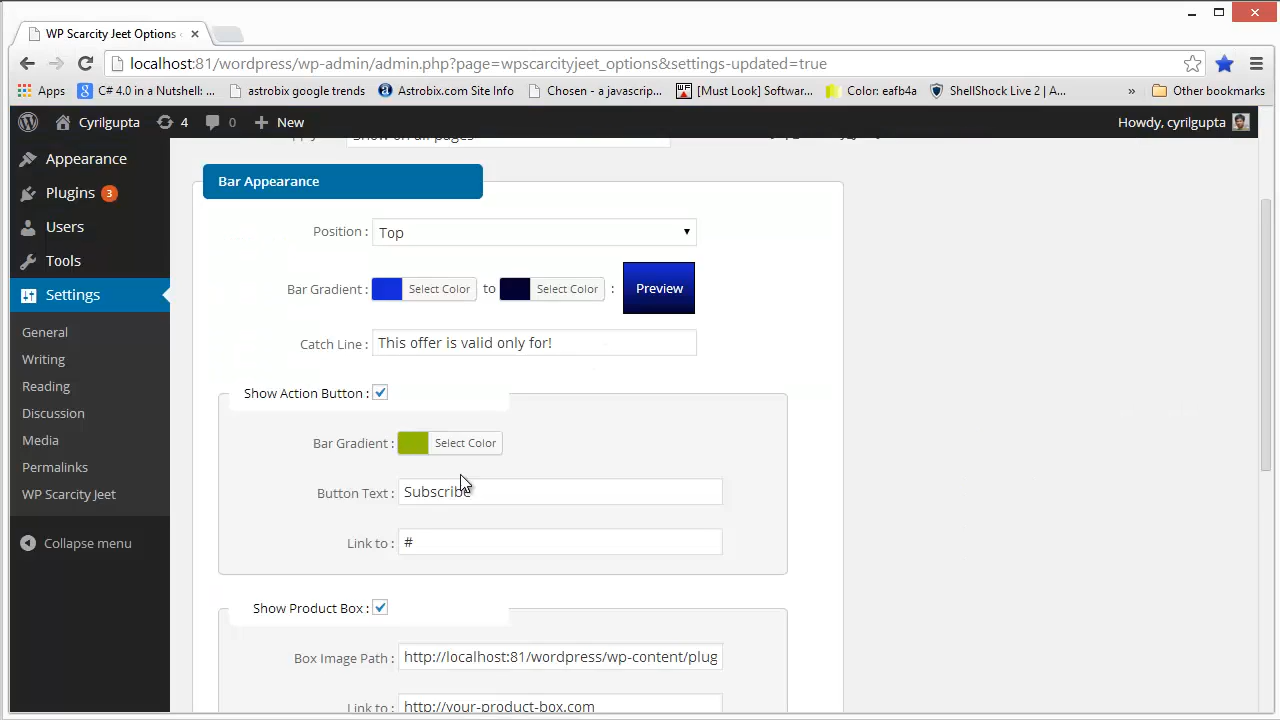 WP Scarcity Jeet Options
localhost:81/wordpress/wp-admin/admin.php?page=wpscarcityjeet_options&settings-updated=true
Apps
C# 4.0 in a Nutshell: ...
astrobix google trends
Astrobix.com Site Info
Chosen - a javascrip...
[Must Look] Softwar...
Color: eafb4a
ShellShock Live 2 | A...
»
Other bookmarks
Cyrilgupta
4
0
New
Howdy, cyrilgupta
Appearance
Plugins 3
Users
Tools
Settings
General
Writing
Reading
Discussion
Media
Permalinks
WP Scarcity Jeet
Collapse menu
Show on all pages
Bar Appearance
Position : Top
Bar Gradient : Select Color to Select Color : Preview
Catch Line : This offer is valid only for!
Show Action Button :
Bar Gradient : Select Color
Button Text : Subscribe
Link to : #
Show Product Box :
Box Image Path : http://localhost:81/wordpress/wp-content/plug
Link to : http://your-product-box.com